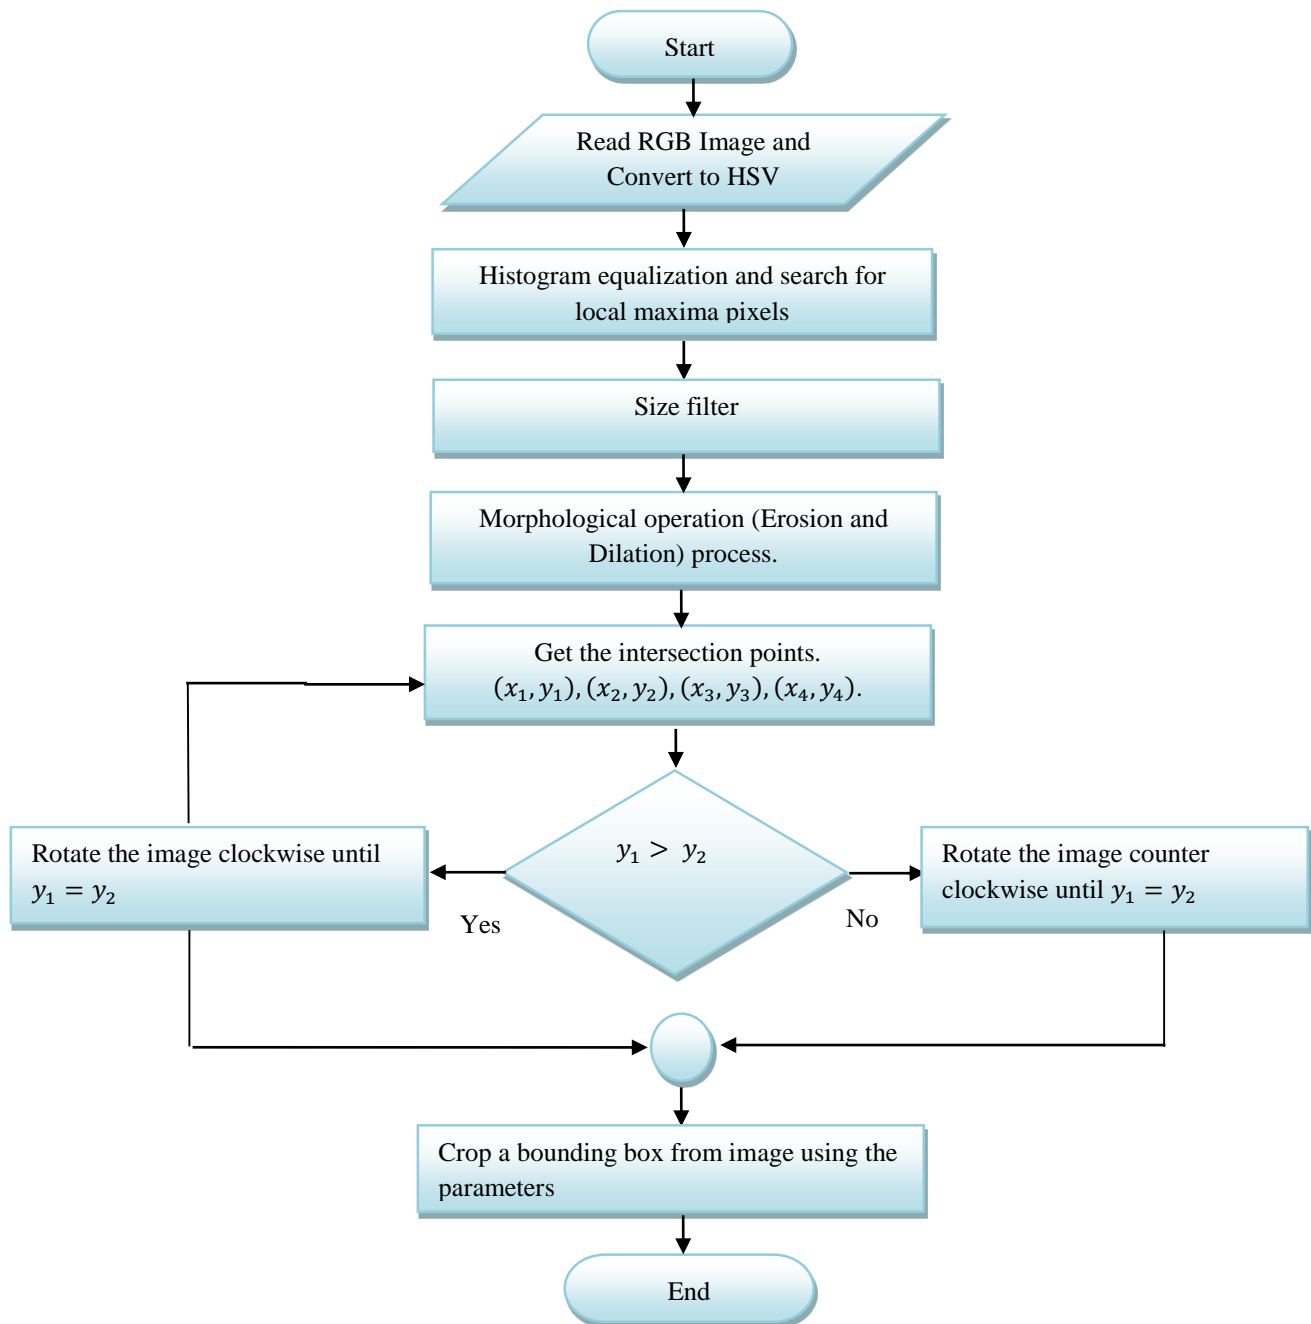 Start
Read RGB Image and
Convert to HSV
Histogram equalization and search for
local maxima pixels
Size filter
Morphological operation (Erosion and
Dilation) process.
Get the intersection points.
(x₁, y₁), (x₂, y₂), (x₃, y₃), (x₄, y₄).
y₁ > y₂
Rotate the image clockwise until
y₁ = y₂
Yes
No
Rotate the image counter
clockwise until y₁ = y₂
Crop a bounding box from image using the
parameters
End